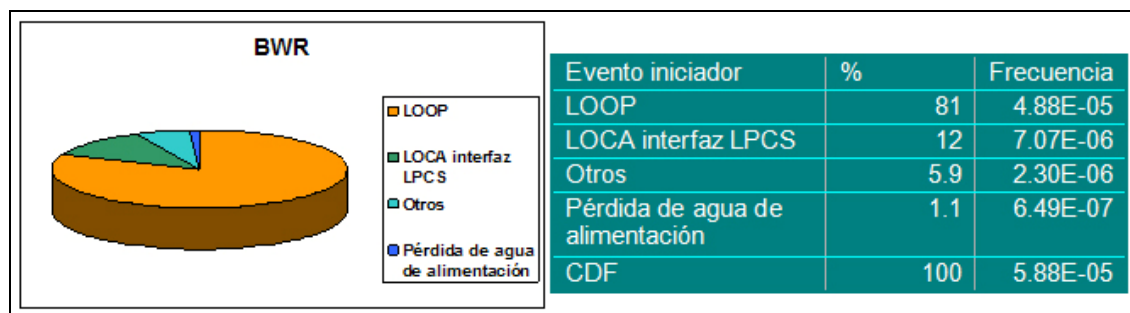 BWR
LOOP
LOCA interfaz
LPCS
Otros
Pérdida de agua
de alimentación
Evento iniciador % Frecuencia
LOOP 81 4.88E-05
LOCA interfaz LPCS 12 7.07E-06
Otros 5.9 2.30E-06
Pérdida de agua de 1.1 6.49E-07
alimentación
CDF 100 5.88E-05